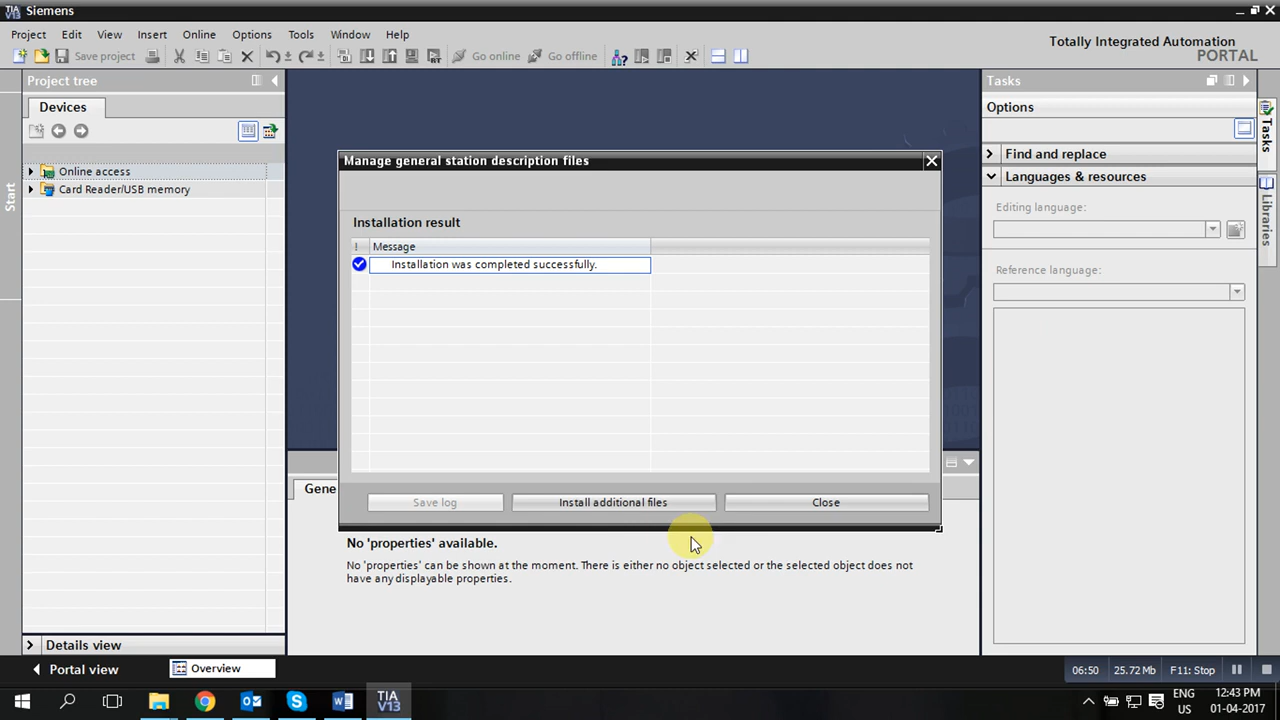 TIA
V13
Siemens
Project Edit View Insert Online Options Tools Window Help
Totally Integrated Automation
PORTAL
Save project
Go online
Go offline
Project tree
Devices
Start
Online access
Card Reader/USB memory
Details view
Manage general station description files
Installation result
! Message
Installation was completed successfully.
Save log
Install additional files
Close
Gene
No 'properties' available.
No 'properties' can be shown at the moment. There is either no object selected or the selected object does not
have any displayable properties.
Tasks
Options
Find and replace
Languages & resources
Editing language:
Reference language:
Tasks
Libraries
Portal view
Overview
06:50
25.72 Mb
F11: Stop
TIA
V13
ENG
US
12:43 PM
01-04-2017